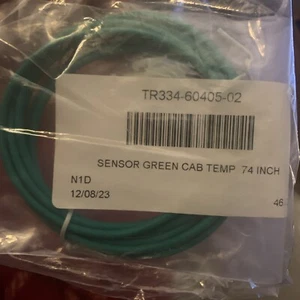 TR334-60405-02
SENSOR GREEN CAB TEMP 74 INCH
N1D
12/08/23
46